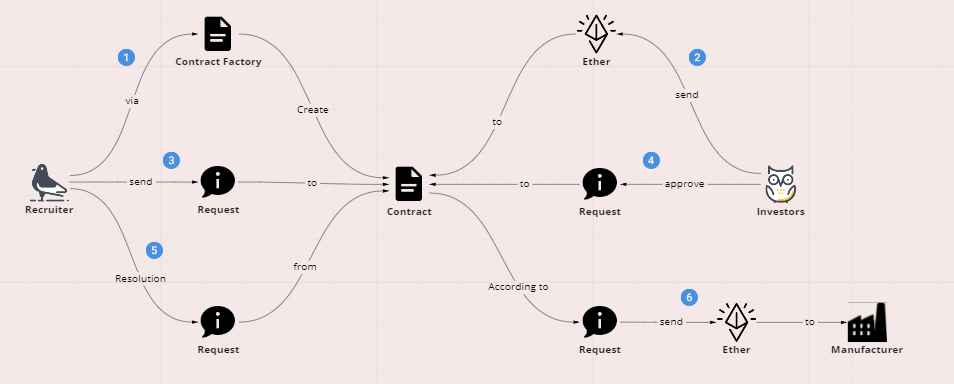 1
Contract Factory
via
Create
Ether
2
send
to
3
send
Request
to
Recruiter
Contract
to
4
Request
approve
Investors
5
Resolution
Request
from
According to
Request
6
send
Ether
to
Manufacturer